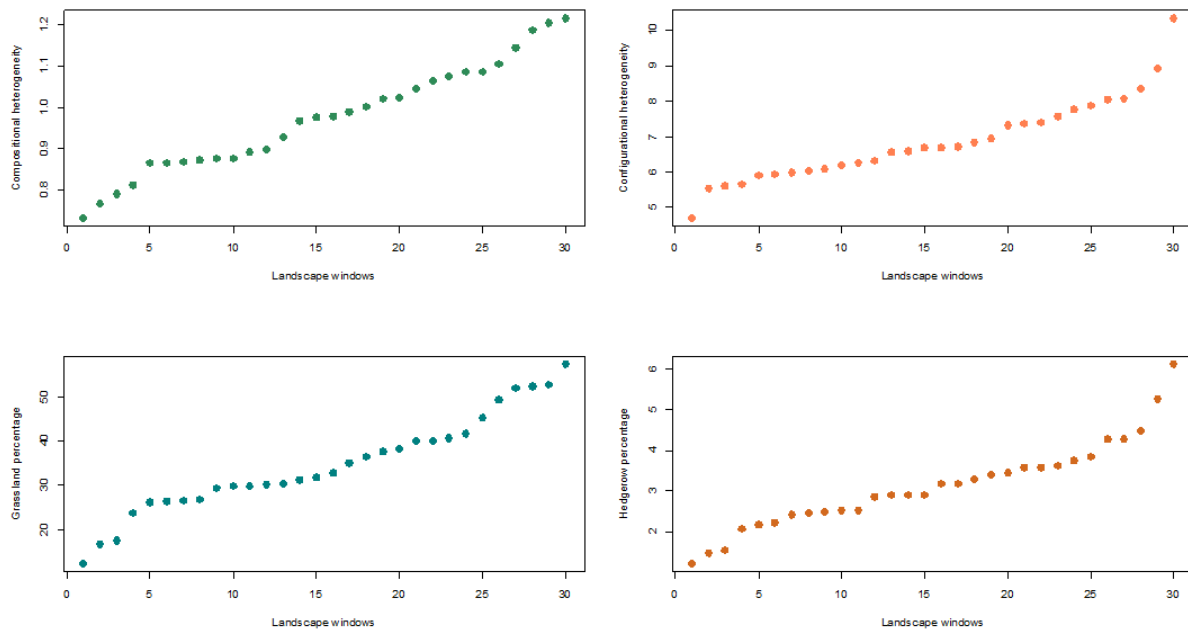 Compositional heterogeneity
0.8 0.9 1.0 1.1 1.2
0 5 10 15 20 25 30
Landscape windows
Configurational heterogeneity
5 6 7 8 9 10
0 5 10 15 20 25 30
Landscape windows
Grassland percentage
20 30 40 50
0 5 10 15 20 25 30
Landscape windows
Hedgerow percentage
2 3 4 5 6
0 5 10 15 20 25 30
Landscape windows